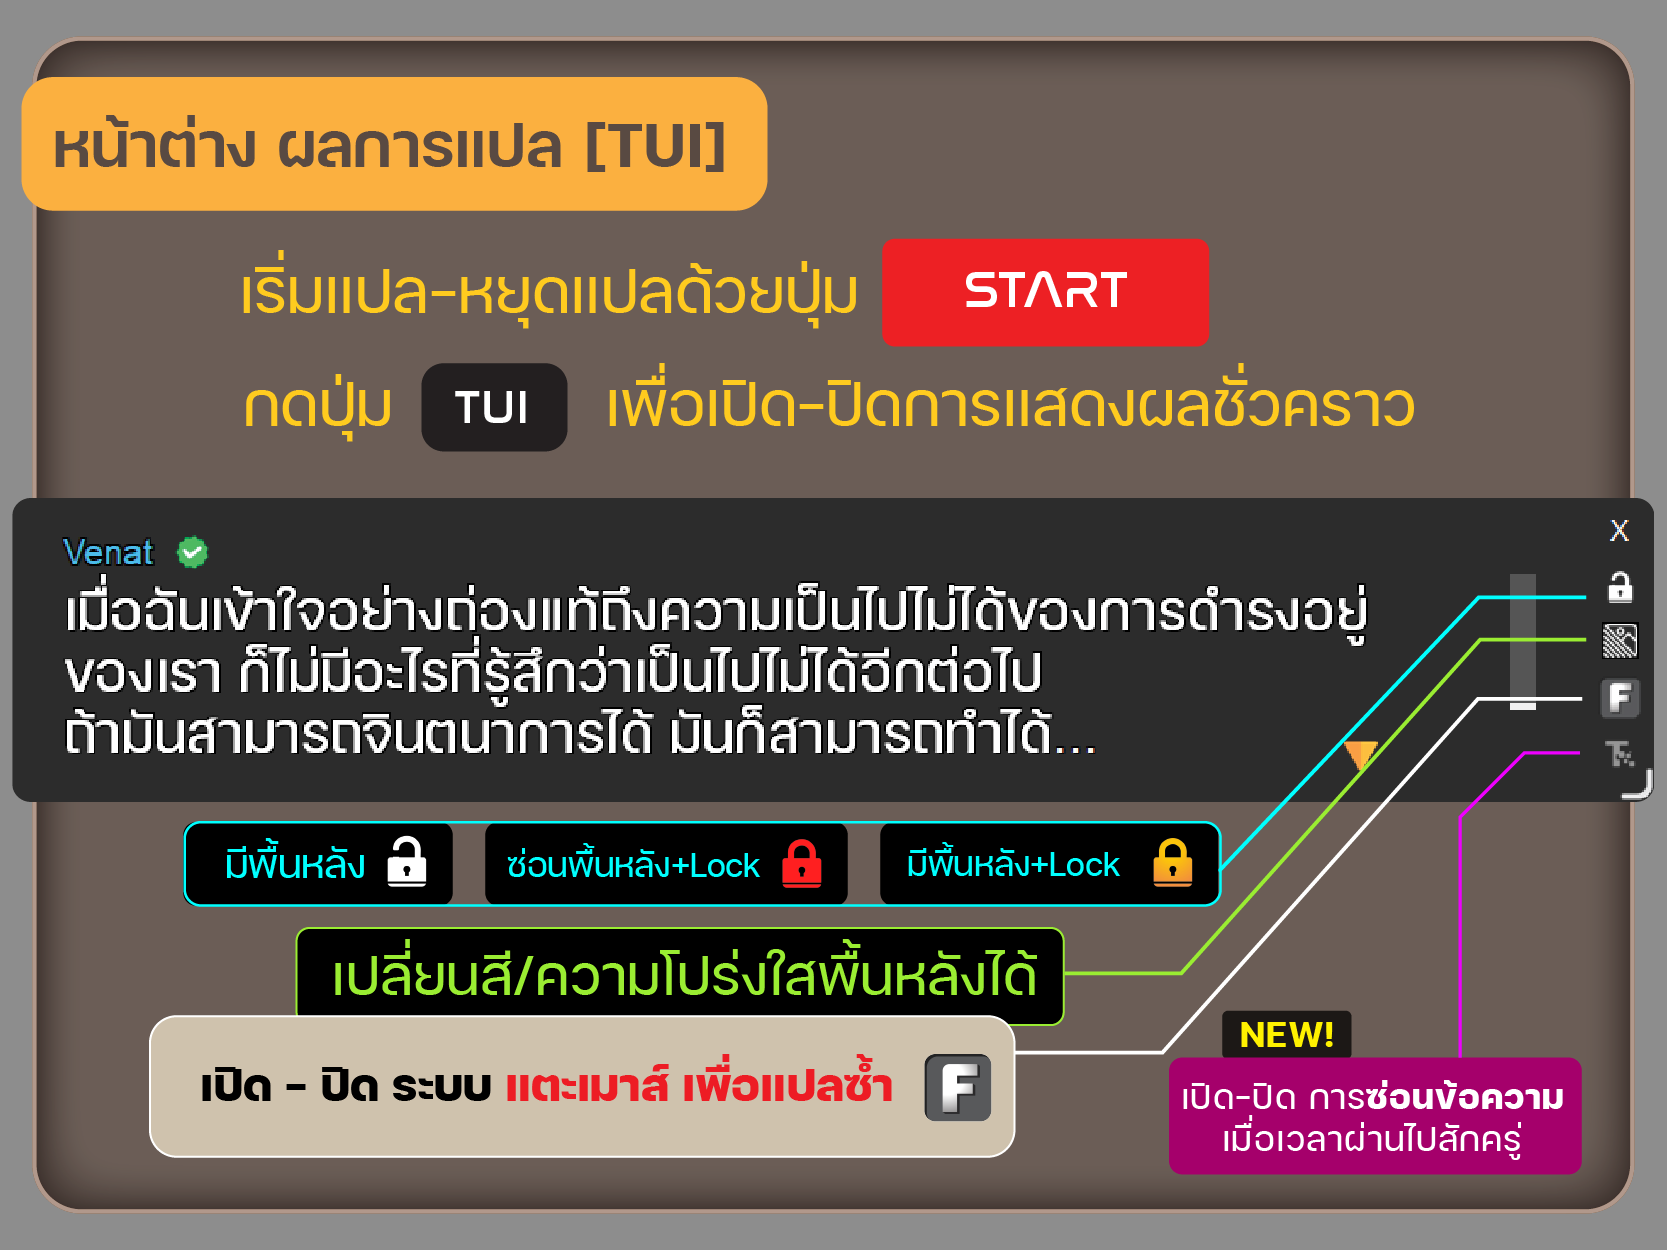 หน้าต่าง ผลการแปล [TUI]
เริ่มแปล-หยุดแปลด้วยปุ่ม START
กดปุ่ม TUI เพื่อเปิด-ปิดการแสดงผลชั่วคราว
X
Venat
เมื่อฉันเข้าใจอย่างถ่องแท้ถึงความเป็นไปไม่ได้ของการดำรงอยู่
ของเรา ก็ไม่มีอะไรที่รู้สึกว่าเป็นไปไม่ได้อีกต่อไป
ถ้ามันสามารถจินตนาการได้ มันก็สามารถทำได้...
F
T
มีพื้นหลัง ซ่อนพื้นหลัง+Lock มีพื้นหลัง+Lock
เปลี่ยนสี/ความโปร่งใสพื้นหลังได้
เปิด - ปิด ระบบ แตะเมาส์ เพื่อแปลซ้ำ F
NEW!
เปิด-ปิด การซ่อนข้อความ
เมื่อเวลาผ่านไปสักครู่